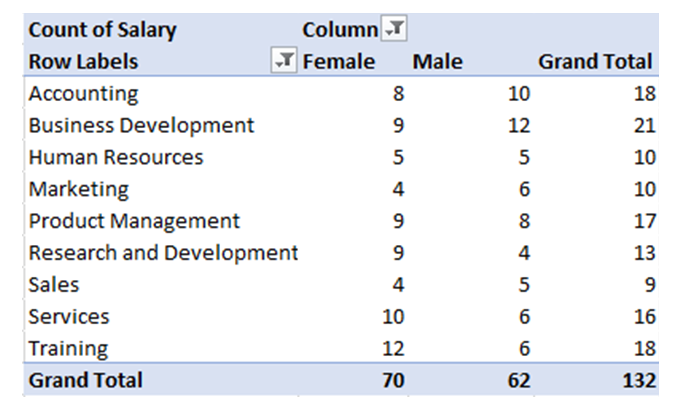 Count of Salary Column
Row Labels Female Male Grand Total
Accounting 8 10 18
Business Development 9 12 21
Human Resources 5 5 10
Marketing 4 6 10
Product Management 9 8 17
Research and Development 9 4 13
Sales 4 5 9
Services 10 6 16
Training 12 6 18
Grand Total 70 62 132